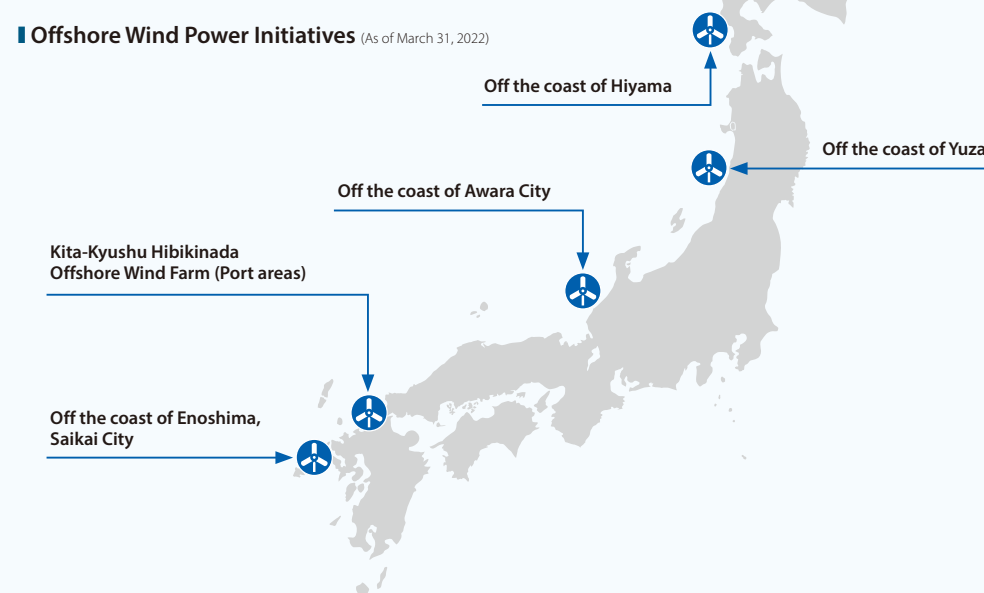 Offshore Wind Power Initiatives (As of March 31, 2022)
Off the coast of Hiyama
Off the coast of Yuza
Off the coast of Awara City
Kita-Kyushu Hibikinada
Offshore Wind Farm (Port areas)
Off the coast of Enoshima,
Saikai City